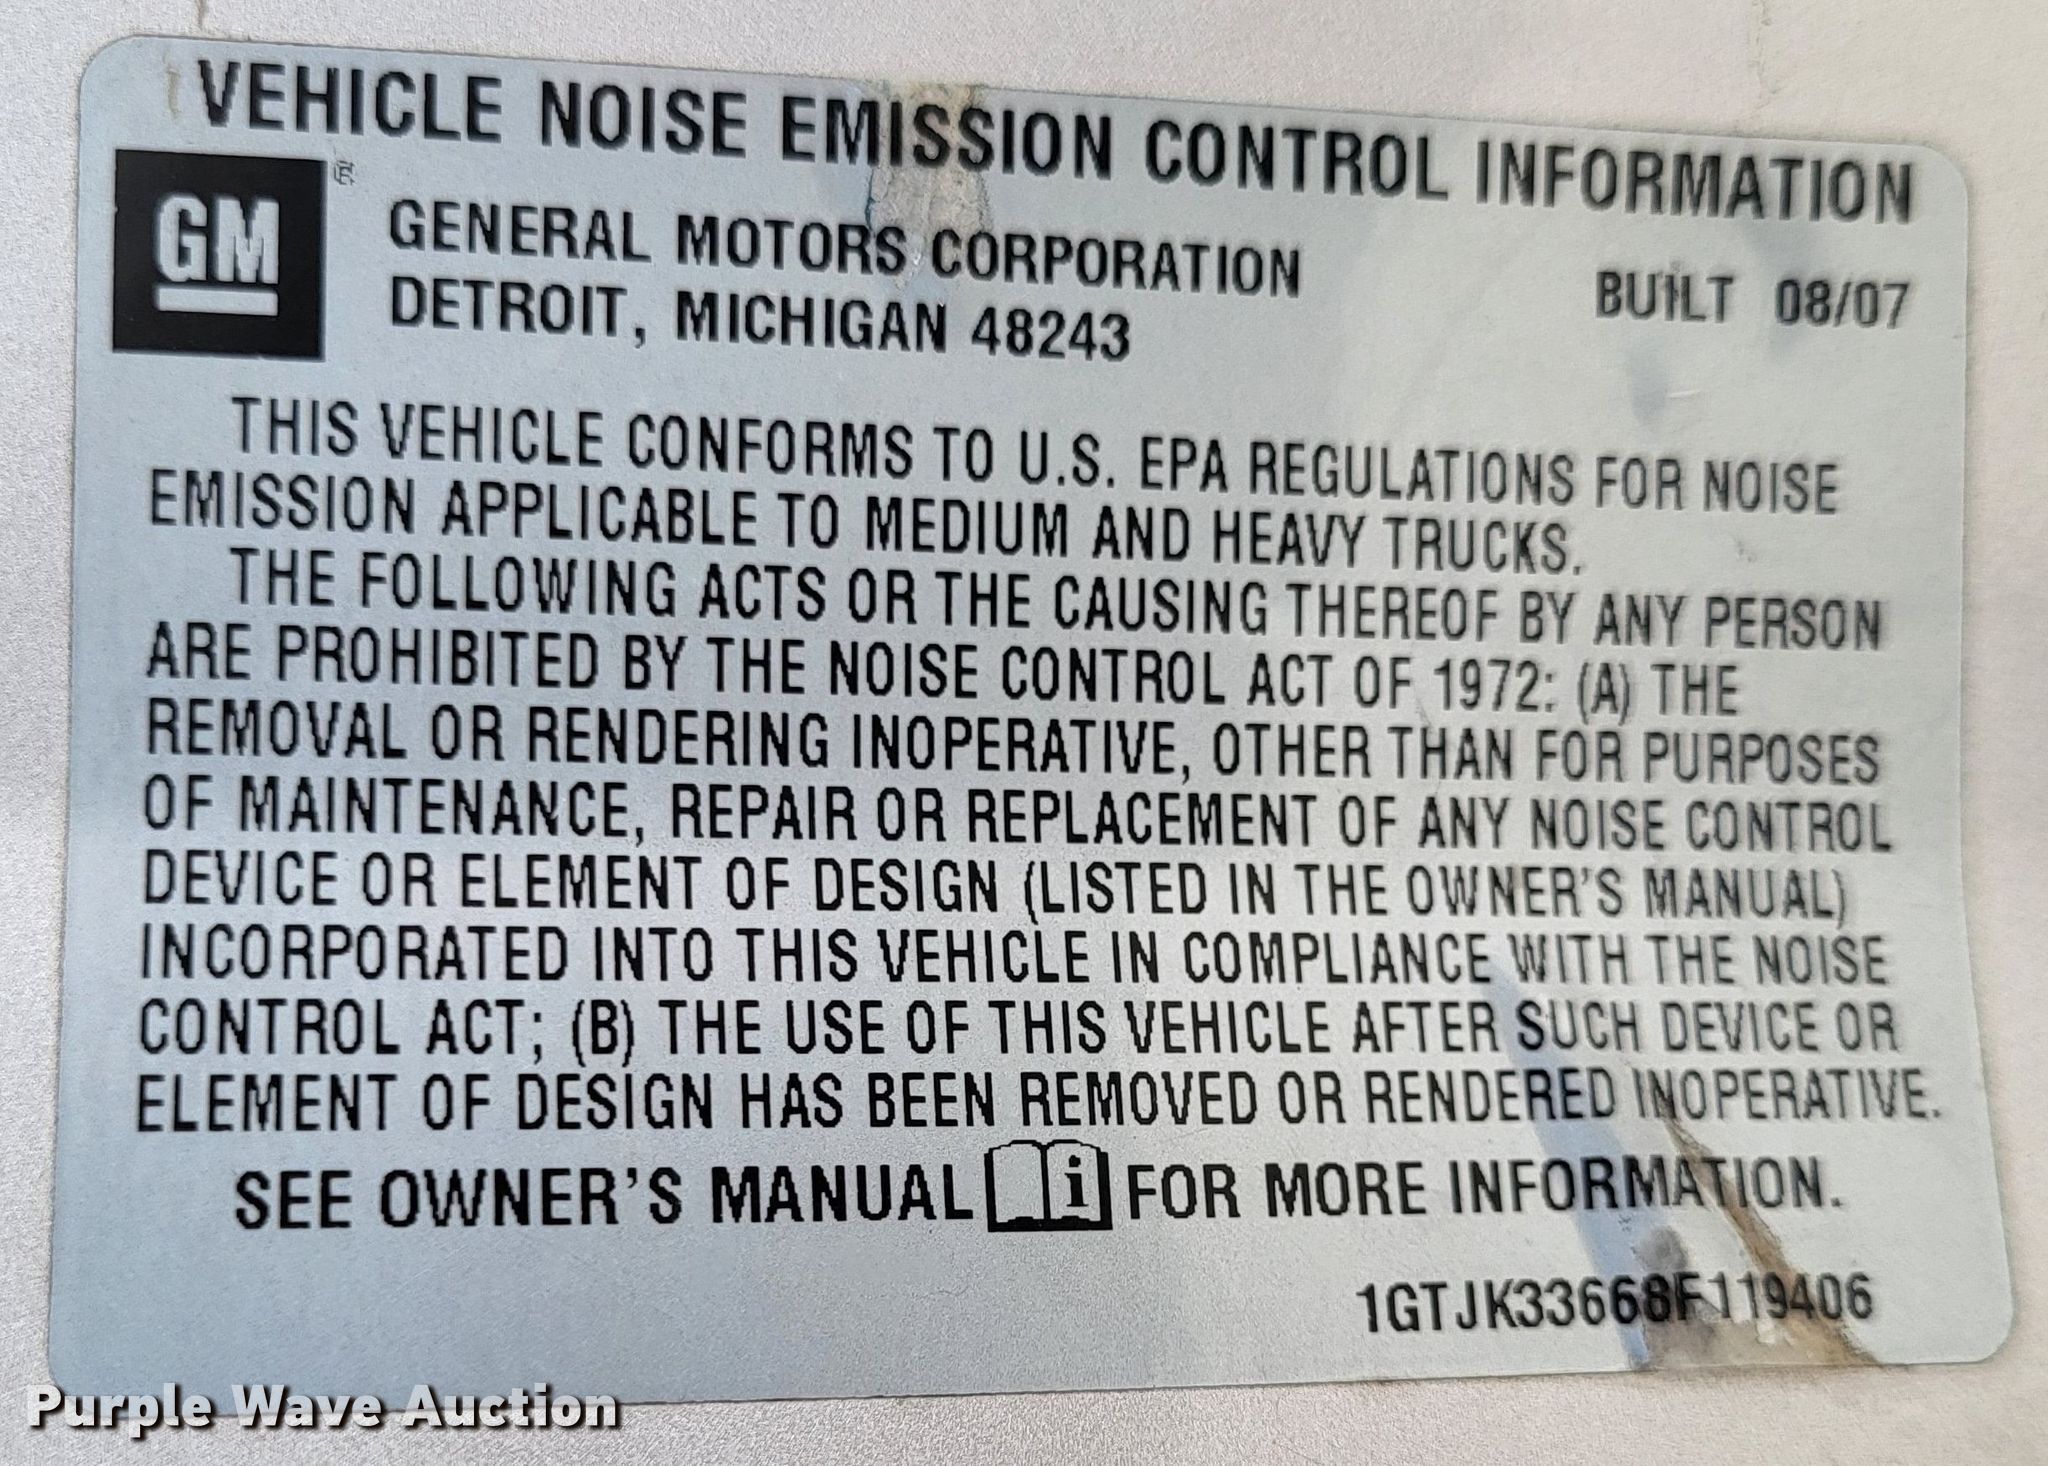 VEHICLE NOISE EMISSION CONTROL INFORMATION
GM ®
GENERAL MOTORS CORPORATION
DETROIT, MICHIGAN 48243
BUILT 08/07
THIS VEHICLE CONFORMS TO U.S. EPA REGULATIONS FOR NOISE
EMISSION APPLICABLE TO MEDIUM AND HEAVY TRUCKS.
THE FOLLOWING ACTS OR THE CAUSING THEREOF BY ANY PERSON
ARE PROHIBITED BY THE NOISE CONTROL ACT OF 1972: (A) THE
REMOVAL OR RENDERING INOPERATIVE, OTHER THAN FOR PURPOSES
OF MAINTENANCE, REPAIR OR REPLACEMENT OF ANY NOISE CONTROL
DEVICE OR ELEMENT OF DESIGN (LISTED IN THE OWNER'S MANUAL)
INCORPORATED INTO THIS VEHICLE IN COMPLIANCE WITH THE NOISE
CONTROL ACT; (B) THE USE OF THIS VEHICLE AFTER SUCH DEVICE OR
ELEMENT OF DESIGN HAS BEEN REMOVED OR RENDERED INOPERATIVE.
SEE OWNER'S MANUAL i FOR MORE INFORMATION.
1GTJK33668F119406
Purple Wave Auction